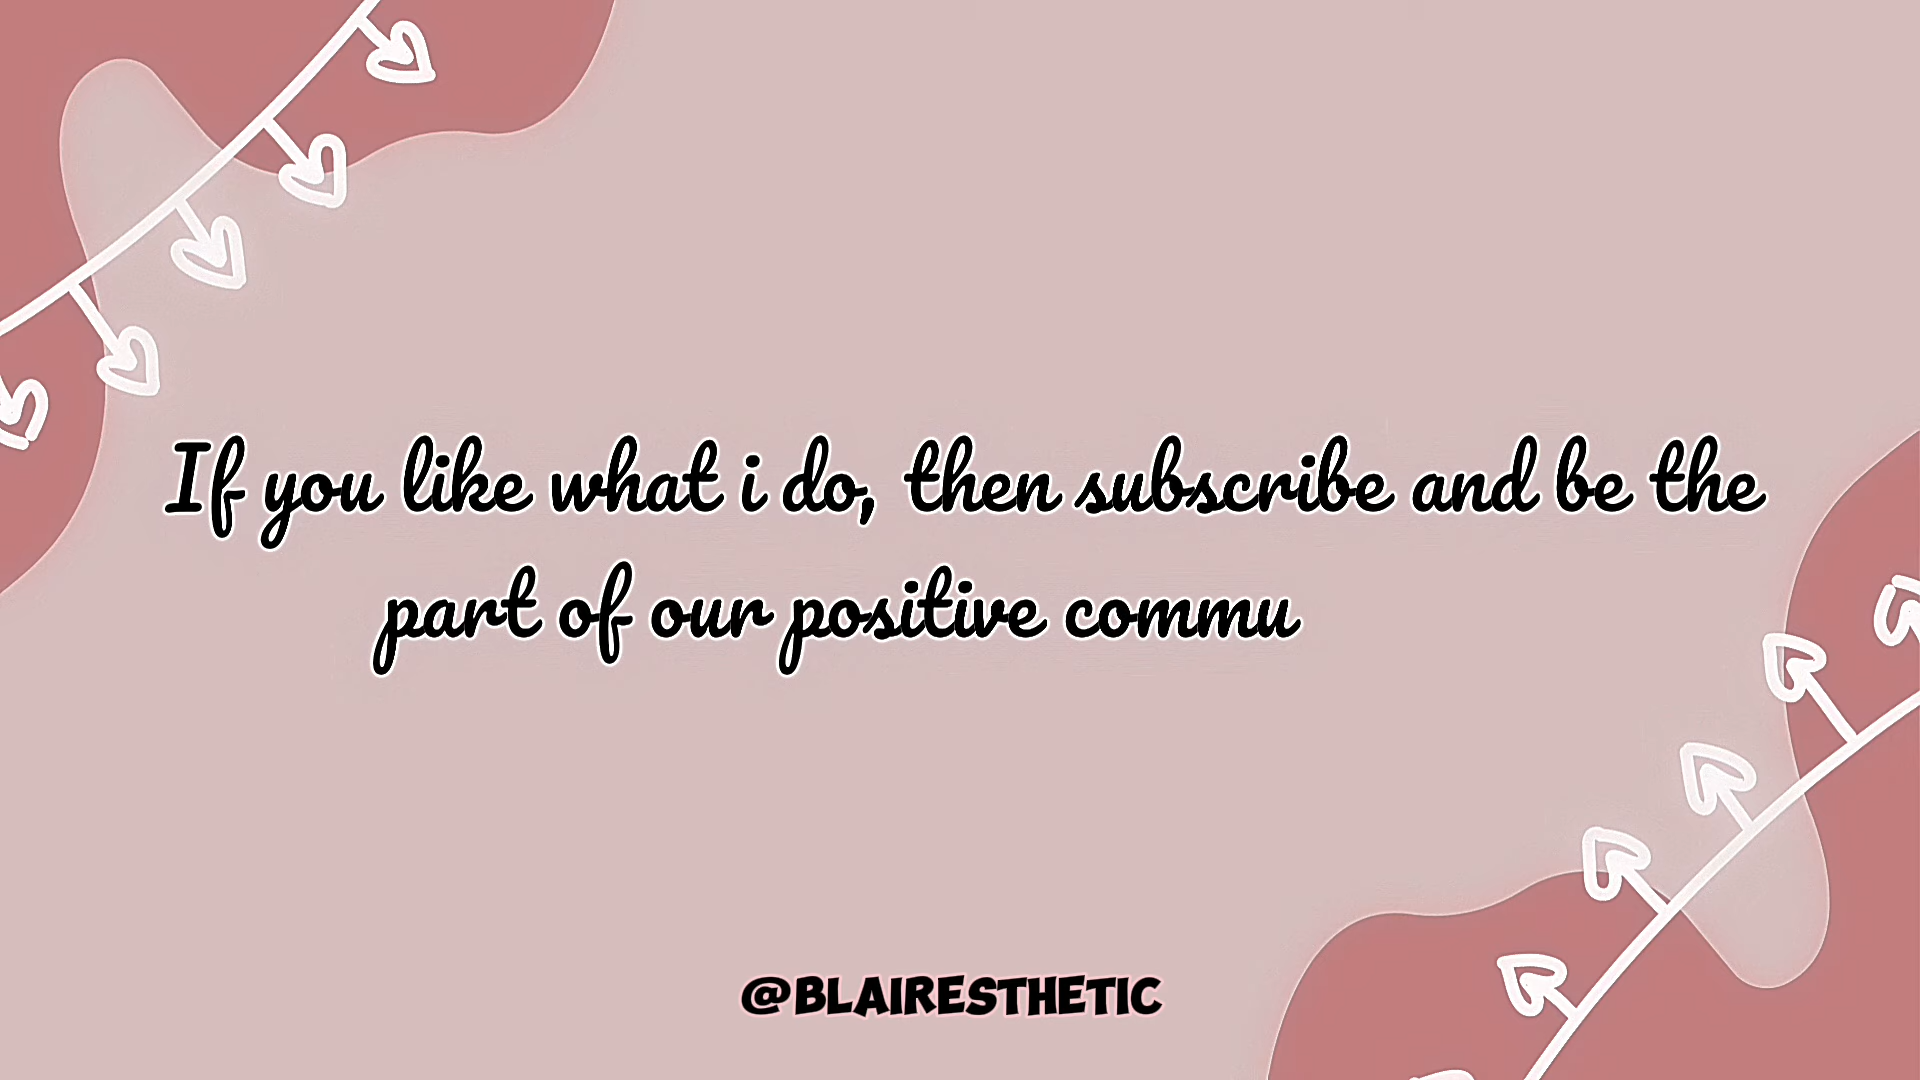 If you like what i do, then subscribe and be the
part of our positive commu
@BLAIRESTHETIC